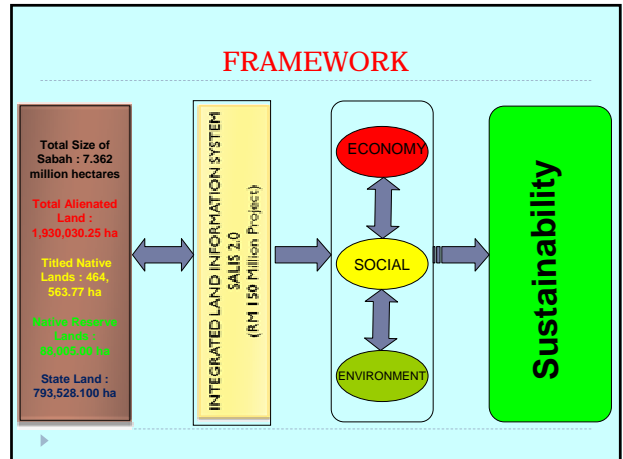 FRAMEWORK
Total Size of
Sabah : 7.362
million hectares
Total Alienated
Land :
1,930,030.25 ha
Titled Native
Lands : 464,
563.77 ha
Native Reserve
Lands :
ha
State Land :
793,528.100 ha
INTEGRATED LAND INFORMATION SYSTEM
SALIS 2.0
(RM 150 Million Project)
ECONOMY
SOCIAL
ENVIRONMENT
Sustainability